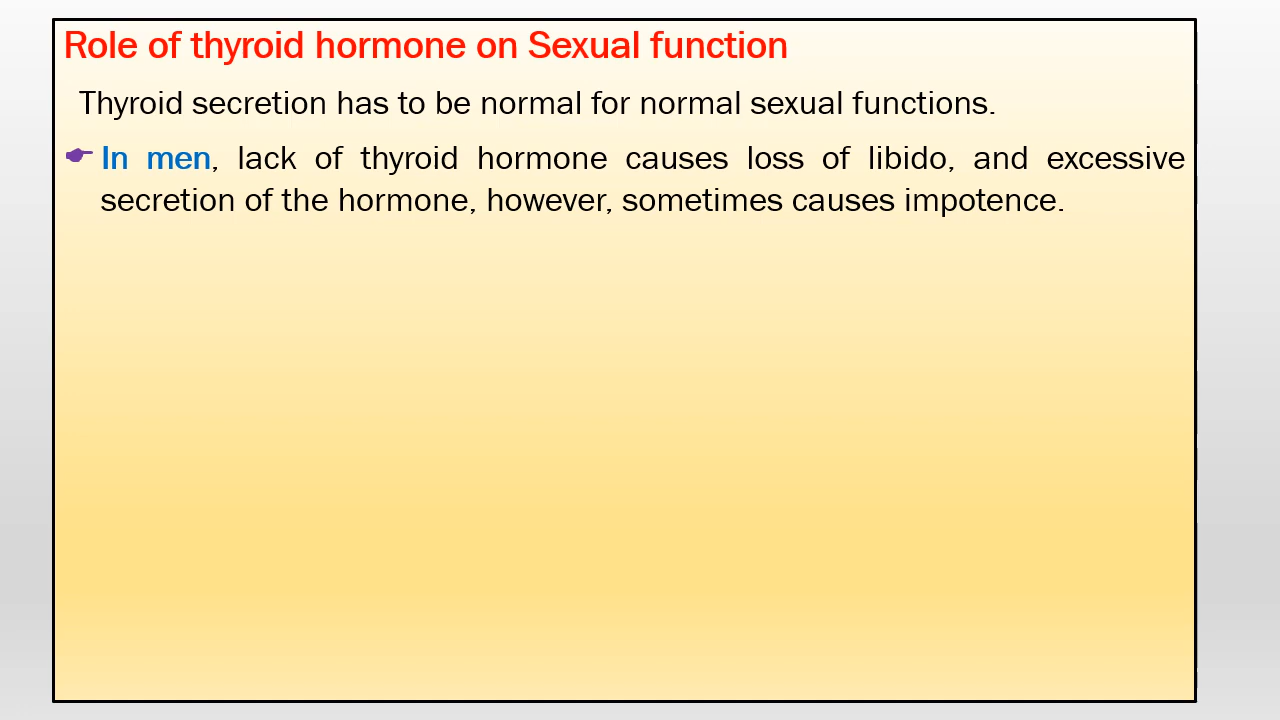 Role of thyroid hormone on Sexual function
Thyroid secretion has to be normal for normal sexual functions.
In men, lack of thyroid hormone causes loss of libido, and excessive
secretion of the hormone, however, sometimes causes impotence.